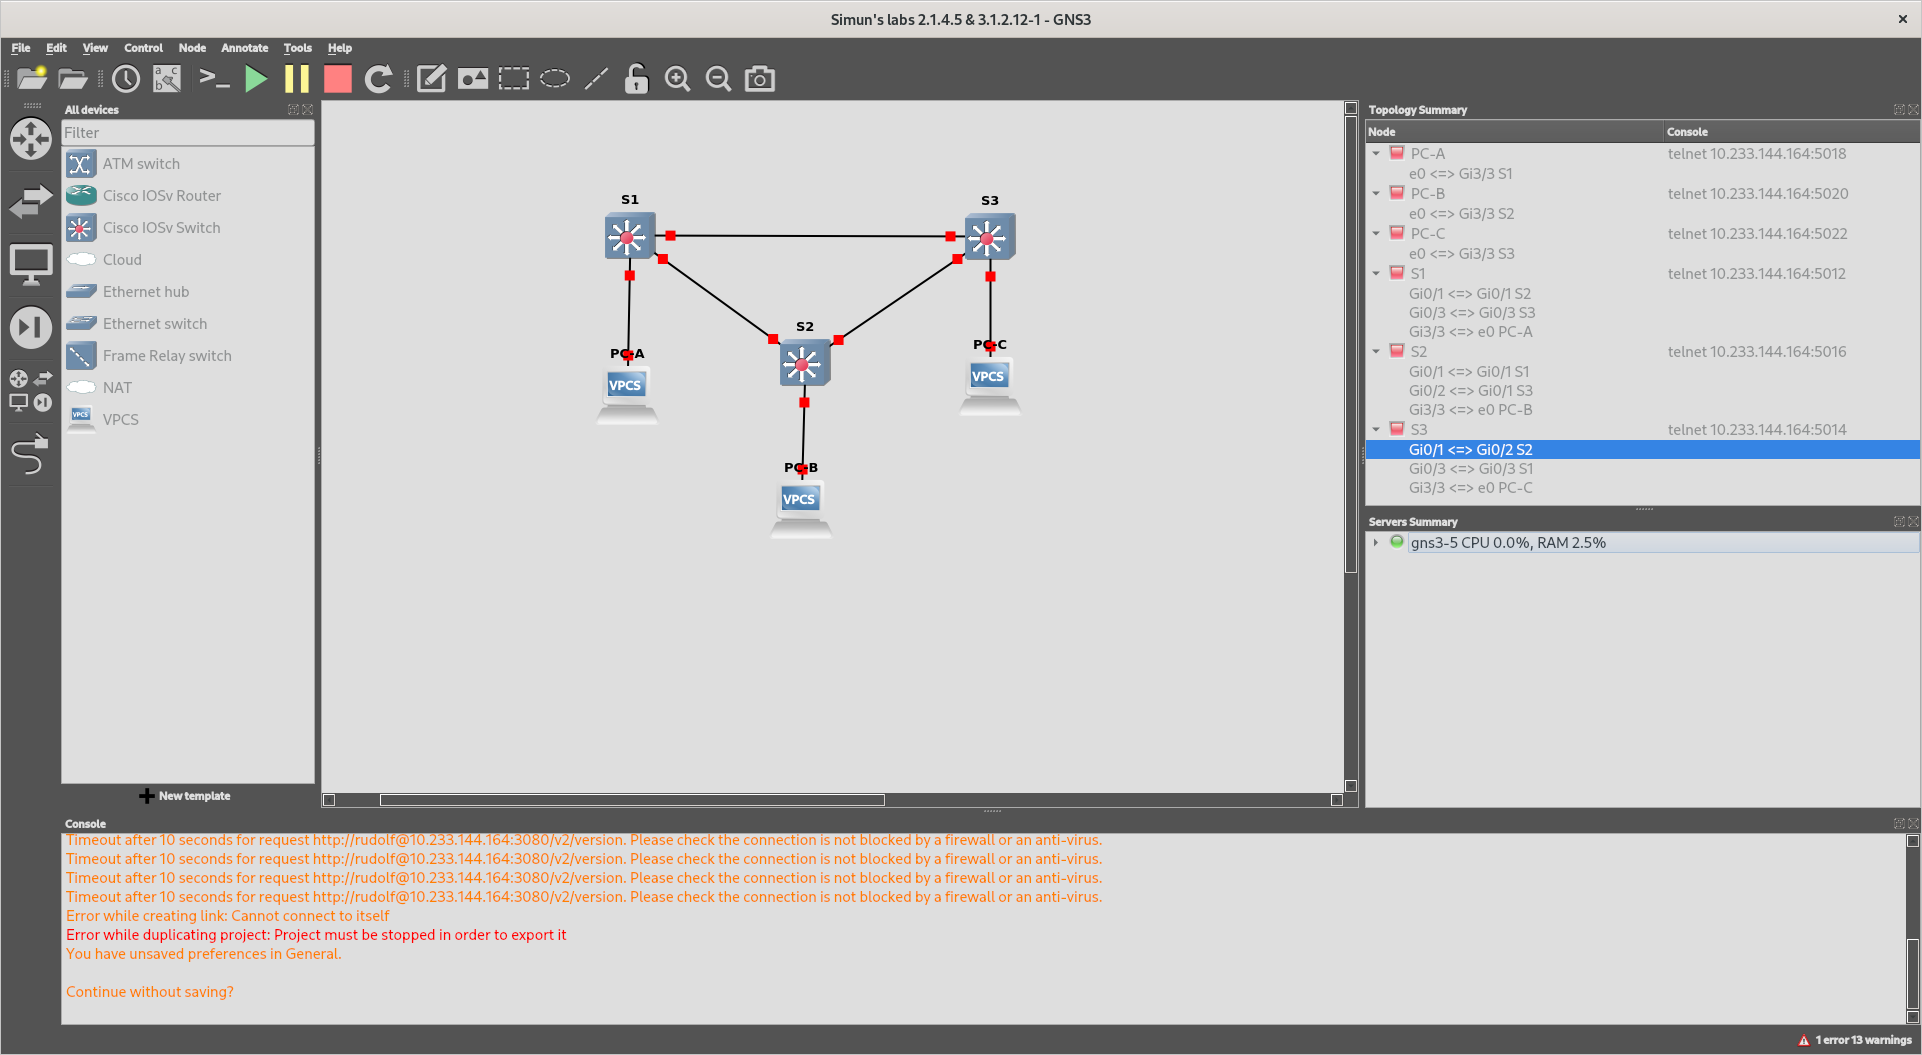 Simun's labs 2.1.4.5 & 3.1.2.12-1 - GNS3
File Edit View Control Node Annotate Tools Help
All devices
Filter
ATM switch
Cisco IOSv Router
Cisco IOSv Switch
Cloud
Ethernet hub
Ethernet switch
Frame Relay switch
NAT
VPCS
New template
S1
S3
S2
PC-A
PC-C
VPCS
VPCS
PC-B
VPCS
Topology Summary
Node Console
PC-A telnet 10.233.144.164:5018
e0 <=> Gi3/3 S1
PC-B telnet 10.233.144.164:5020
e0 <=> Gi3/3 S2
PC-C telnet 10.233.144.164:5022
e0 <=> Gi3/3 S3
S1 telnet 10.233.144.164:5012
Gi0/1 <=> Gi0/1 S2
Gi0/3 <=> Gi0/3 S3
Gi3/3 <=> e0 PC-A
S2 telnet 10.233.144.164:5016
Gi0/1 <=> Gi0/1 S1
Gi0/2 <=> Gi0/1 S3
Gi3/3 <=> e0 PC-B
S3 telnet 10.233.144.164:5014
Gi0/1 <=> Gi0/2 S2
Gi0/3 <=> Gi0/3 S1
Gi3/3 <=> e0 PC-C
Servers Summary
gns3-5 CPU 0.0%, RAM 2.5%
Console
Timeout after 10 seconds for request http://rudolf@10.233.144.164:3080/v2/version. Please check the connection is not blocked by a firewall or an anti-virus.
Timeout after 10 seconds for request http://rudolf@10.233.144.164:3080/v2/version. Please check the connection is not blocked by a firewall or an anti-virus.
Timeout after 10 seconds for request http://rudolf@10.233.144.164:3080/v2/version. Please check the connection is not blocked by a firewall or an anti-virus.
Timeout after 10 seconds for request http://rudolf@10.233.144.164:3080/v2/version. Please check the connection is not blocked by a firewall or an anti-virus.
Error while creating link: Cannot connect to itself
Error while duplicating project: Project must be stopped in order to export it
You have unsaved preferences in General.
Continue without saving?
1 error 13 warnings